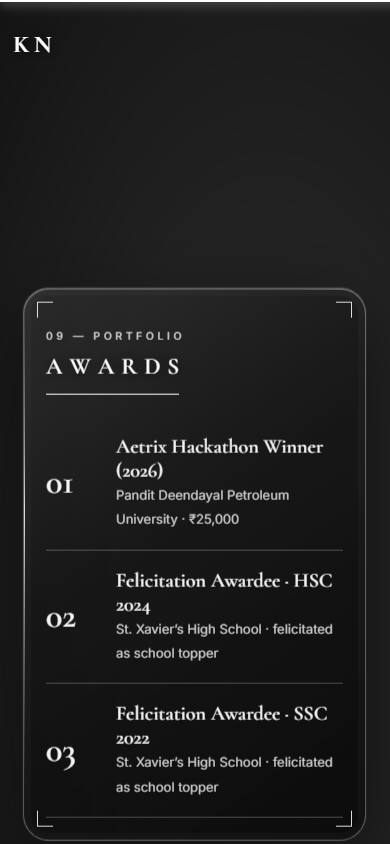 KN
09 — PORTFOLIO
AWARDS
01
Aetrix Hackathon Winner
(2026)
Pandit Deendayal Petroleum
University · ₹25,000
02
Felicitation Awardee · HSC
2024
St. Xavier's High School · felicitated
as school topper
03
Felicitation Awardee · SSC
2022
St. Xavier's High School · felicitated
as school topper